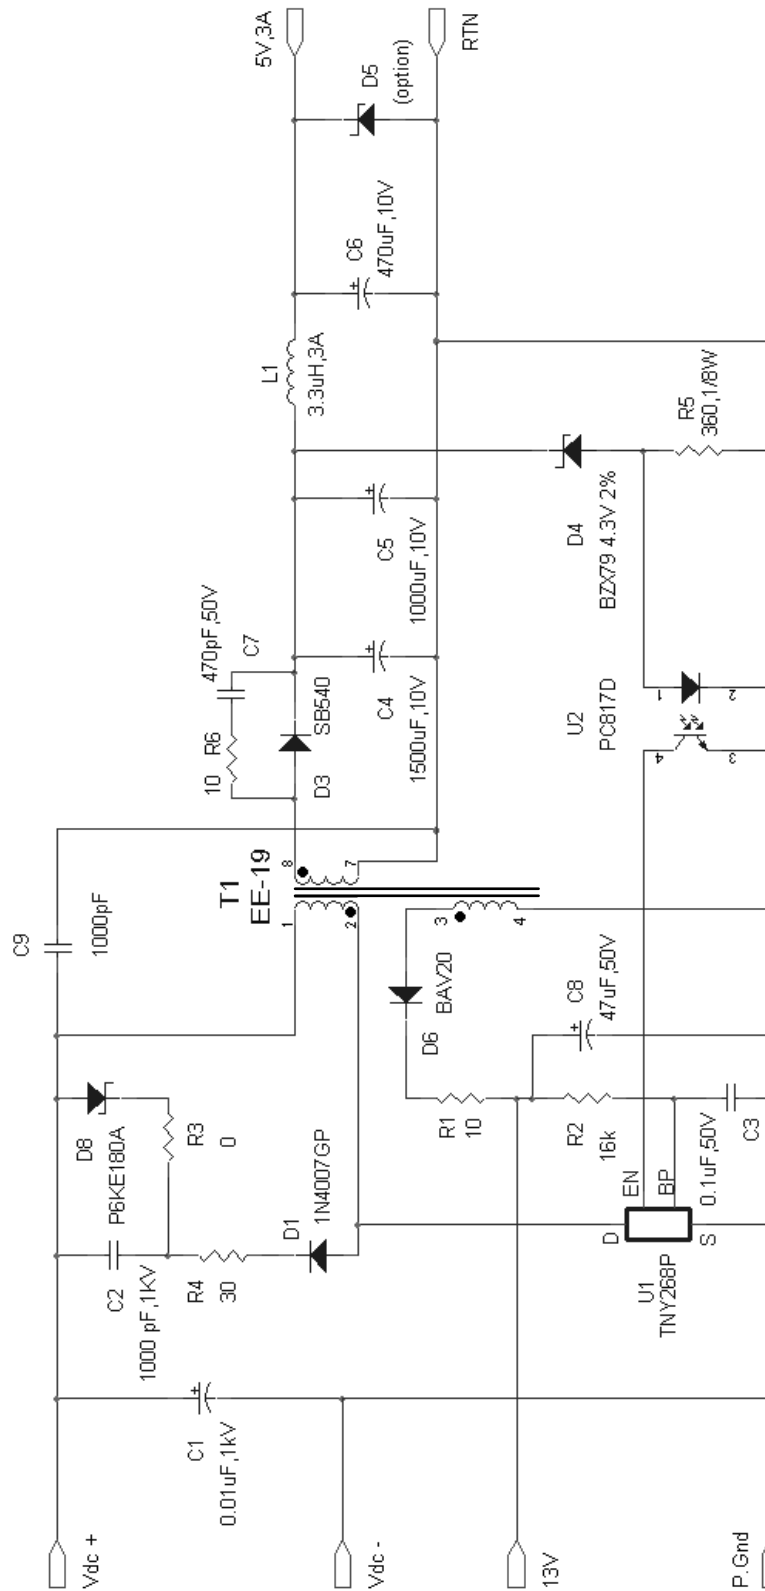 Vdc +
Vdc -
13V
P.Gnd
C1
0.01uF,1kV
C2
1000 pF,1KV
D8
P6KE180A
R3
0
R4
30
D1
1N4007GP
C9
1000pF
T1
EE-19
1
2
8
7
3
4
D6
BAV20
R1
10
R2
16k
C8
47uF,50V
0.1uF,50V
C3
D
S
EN
BP
U1
TNY268P
R6
10
470pF,50V
C7
D3
SB540
C4
1500uF,10V
C5
1000uF,10V
L1
3.3uH,3A
C6
470uF,10V
D5
(option)
5V,3A
RTN
D4
BZX79 4.3V 2%
R5
360,1/8W
U2
PC817D
1
2
4
3